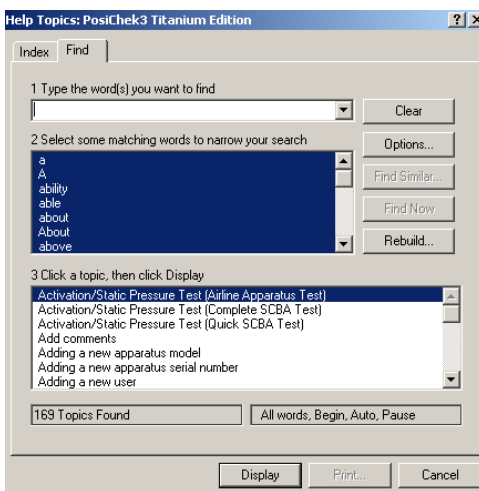 Help Topics: PosiChek3 Titanium Edition
Index Find
1 Type the word(s) you want to find
Clear
2 Select some matching words to narrow your search
Options...
a
A
ability
able
about
About
above
Find Similar...
Find Now
Rebuild...
3 Click a topic, then click Display
Activation/Static Pressure Test (Airline Apparatus Test)
Activation/Static Pressure Test (Complete SCBA Test)
Activation/Static Pressure Test (Quick SCBA Test)
Add comments
Adding a new apparatus model
Adding a new apparatus serial number
Adding a new user
169 Topics Found
All words, Begin, Auto, Pause
Display Print... Cancel